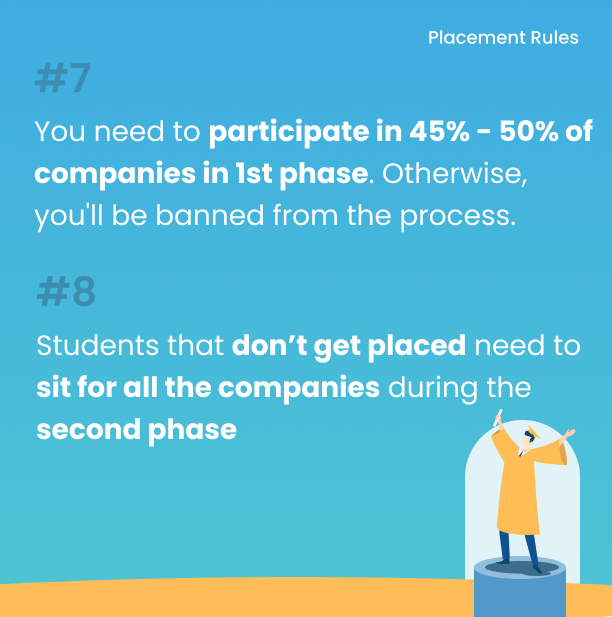 Placement Rules
#7
You need to participate in 45% - 50% of
companies in 1st phase. Otherwise,
you'll be banned from the process.
#8
Students that don’t get placed need to
sit for all the companies during the
second phase